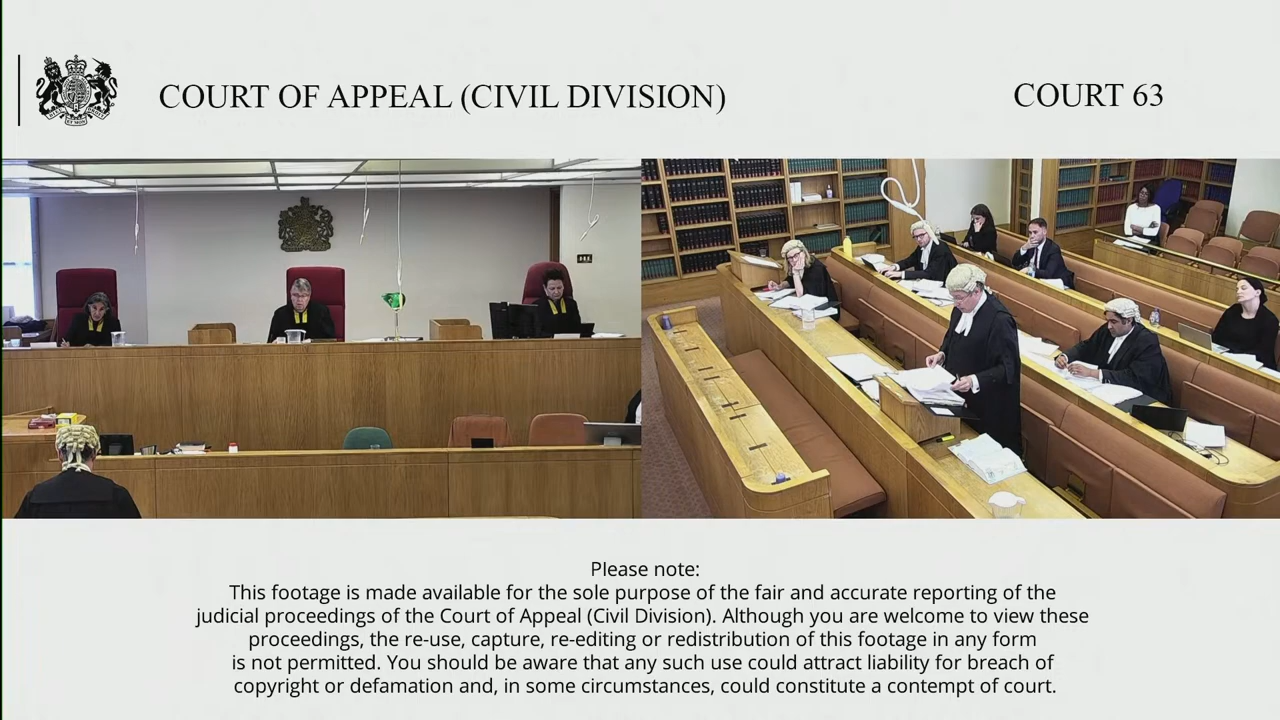 COURT OF APPEAL (CIVIL DIVISION)
COURT 63
Please note:
This footage is made available for the sole purpose of the fair and accurate reporting of the
judicial proceedings of the Court of Appeal (Civil Division). Although you are welcome to view these
proceedings, the re-use, capture, re-editing or redistribution of this footage in any form
is not permitted. You should be aware that any such use could attract liability for breach of
copyright or defamation and, in some circumstances, could constitute a contempt of court.